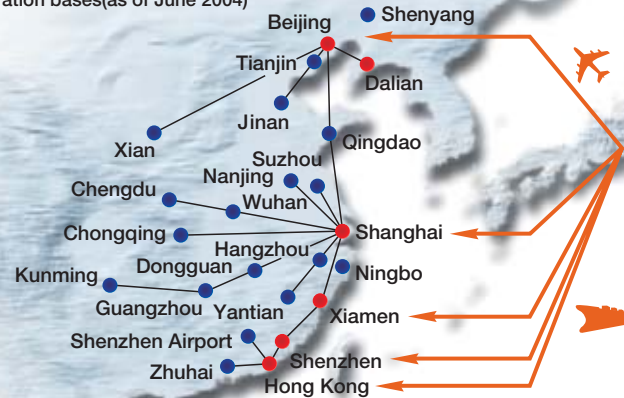 ation bases(as of June 2004)
Beijing
Shenyang
Tianjin
Dalian
Jinan
Xian
Qingdao
Suzhou
Nanjing
Chengdu
Wuhan
Chongqing
Shanghai
Hangzhou
Dongguan
Ningbo
Kunming
Guangzhou
Yantian
Xiamen
Shenzhen Airport
Shenzhen
Zhuhai
Hong Kong